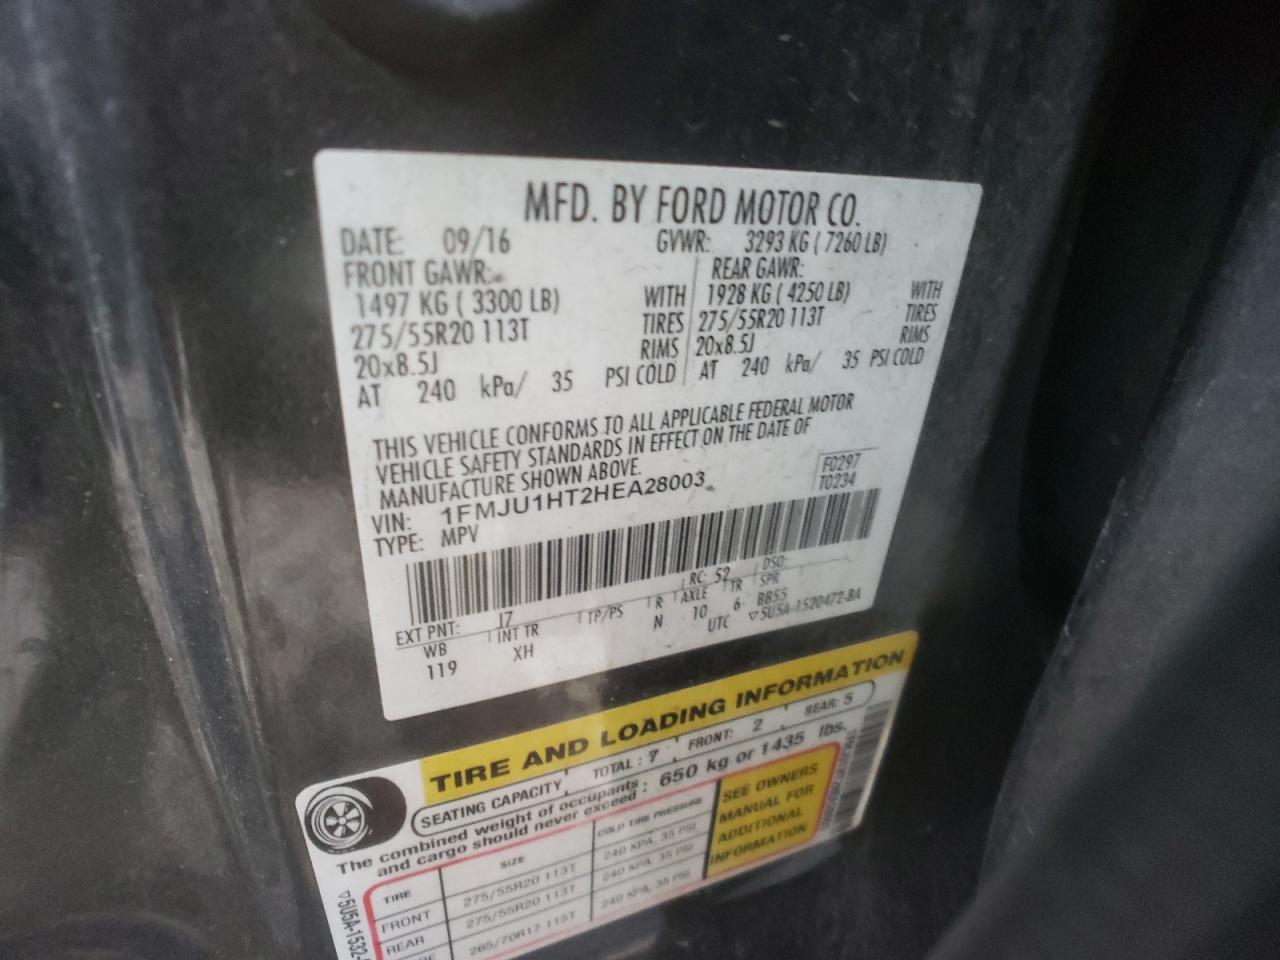 MFD. BY FORD MOTOR CO.
DATE: 09/16 GVWR: 3293 KG ( 7260 LB)
FRONT GAWR: REAR GAWR:
1497 KG ( 3300 LB) WITH 1928 KG ( 4250 LB) WITH
275/55R20 113T TIRES 275/55R20 113T TIRES
20x8.5J RIMS 20x8.5J RIMS
AT 240 kPa/ 35 PSI COLD AT 240 kPa/ 35 PSI COLD
THIS VEHICLE CONFORMS TO ALL APPLICABLE FEDERAL MOTOR
VEHICLE SAFETY STANDARDS IN EFFECT ON THE DATE OF
MANUFACTURE SHOWN ABOVE.
F0297
T0234
VIN: 1FMJU1HT2HEA28003
TYPE: MPV
EXT PNT: J7 RC: 52 DSO:
WB INT TR TP/PS R AXLE TR SPR
119 XH N 10 6 BB55
UTC ▽5U5A-1520472-BA
TIRE AND LOADING INFORMATION
SEATING CAPACITY TOTAL : 7 FRONT: 2 REAR: 5
The combined weight of occupants and cargo should never exceed : 650 kg or 1435 lbs.
TIRE SIZE COLD TIRE PRESSURE
FRONT 275/55R20 113T 240 KPA, 35 PSI
REAR 275/55R20 113T 240 KPA, 35 PSI
265/70R17 115T 240 KPA, 35 PSI
SEE OWNERS
MANUAL FOR
ADDITIONAL
INFORMATION
▽5U5A-1532-